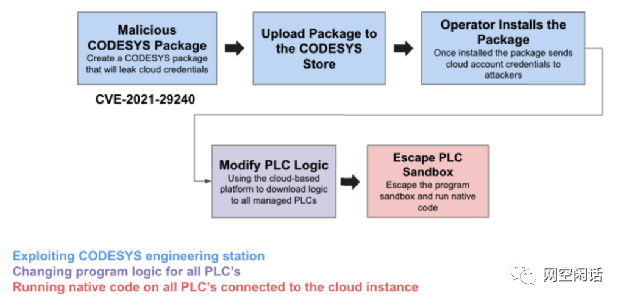 Malicious
CODESYS Package
Create a CODESYS package
that will leak cloud credentials
CVE-2021-29240
Upload Package to
the CODESYS
Store
Operator Installs the
Package
Once installed the package sends
cloud account credentials to
attackers
Modify PLC Logic
Using the cloud-based
platform to download logic
to all managed PLCs
Escape PLC
Sandbox
Escape the program
sandbox and run native
code
Exploiting CODESYS engineering station
Changing program logic for all PLC's
Running native code on all PLC's connected to the cloud instance
网空闲话